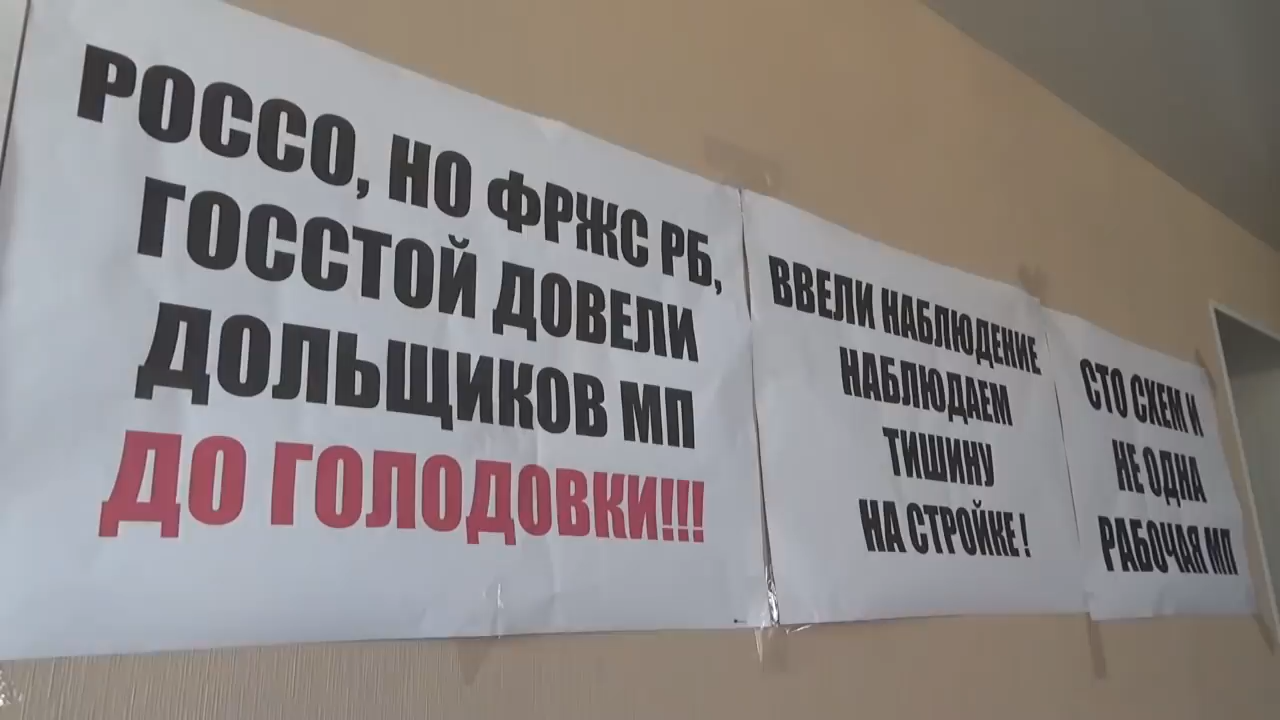 РОССО, НО ФРЖС РБ,
ГОССТОЙ ДОВЕЛИ
ДОЛЬЩИКОВ МП
ДО ГОЛОДОВКИ!!!
ВВЕЛИ НАБЛЮДЕНИЕ
НАБЛЮДАЕМ
ТИШИНУ
НА СТРОЙКЕ !
СТО СХЕМ И
НЕ ОДНА
РАБОЧАЯ МП